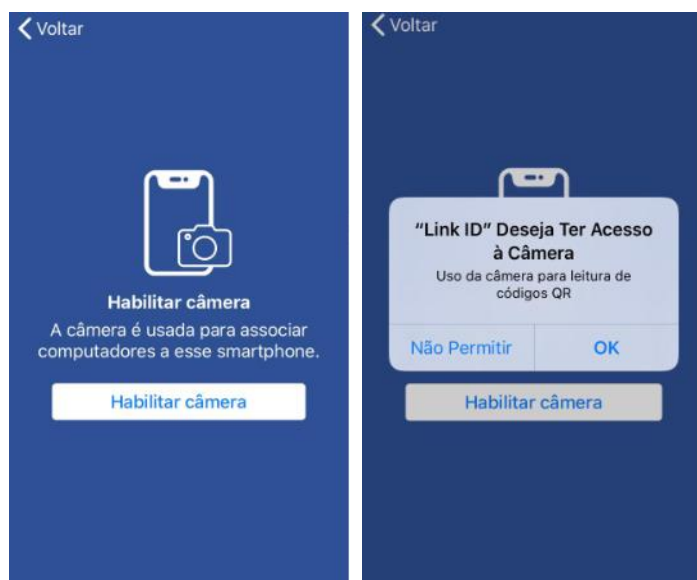 Voltar
Habilitar câmera
A câmera é usada para associar
computadores a esse smartphone.
Habilitar câmera
Voltar
“Link ID” Deseja Ter Acesso
à Câmera
Uso da câmera para leitura de
códigos QR
Não Permitir
OK
Habilitar câmera